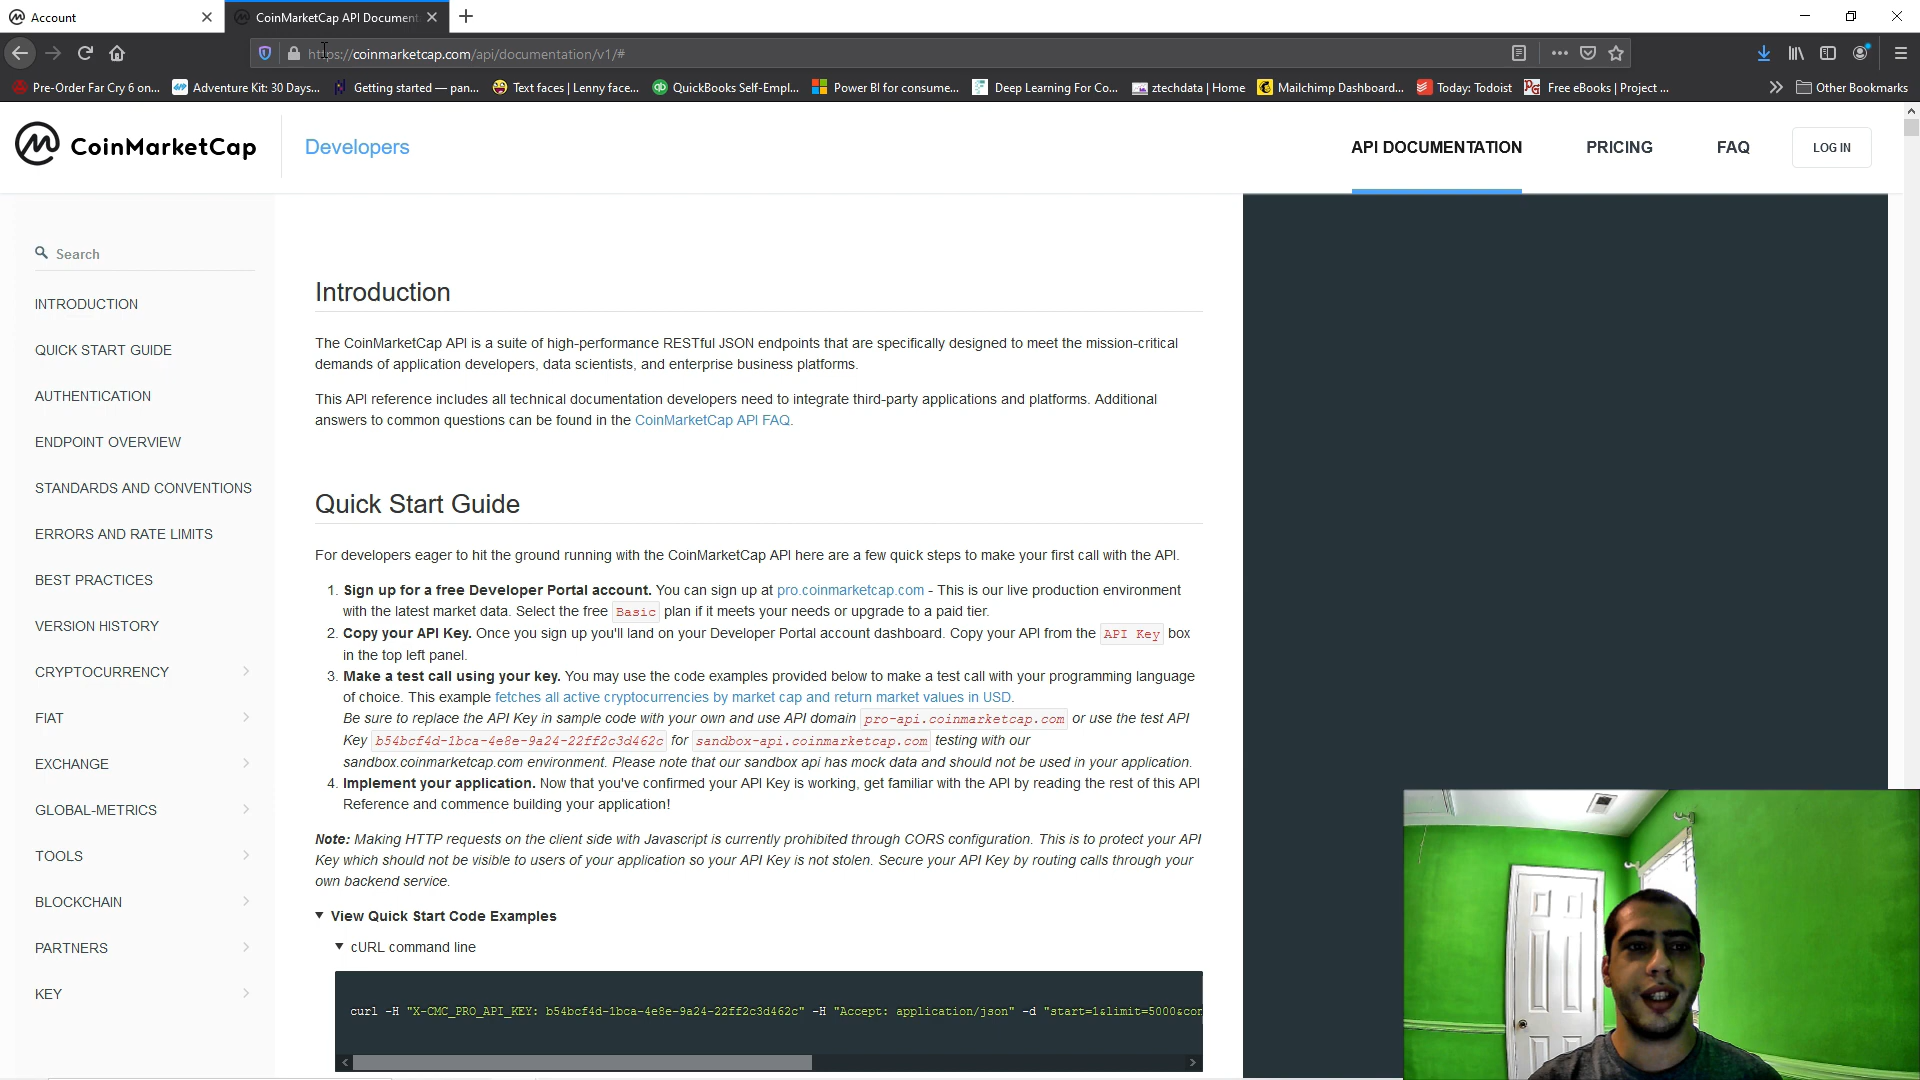 Account
CoinMarketCap API Document
https://coinmarketcap.com/api/documentation/v1/#
Pre-Order Far Cry 6 on...
Adventure Kit: 30 Days...
Getting started — pan...
Text faces | Lenny face...
QuickBooks Self-Empl...
Power BI for consume...
Deep Learning For Co...
ztechdata | Home
Mailchimp Dashboard...
Today: Todoist
Free eBooks | Project ...
Other Bookmarks
CoinMarketCap
Developers
API DOCUMENTATION
PRICING
FAQ
LOG IN
Search
INTRODUCTION
QUICK START GUIDE
AUTHENTICATION
ENDPOINT OVERVIEW
STANDARDS AND CONVENTIONS
ERRORS AND RATE LIMITS
BEST PRACTICES
VERSION HISTORY
CRYPTOCURRENCY
FIAT
EXCHANGE
GLOBAL-METRICS
TOOLS
BLOCKCHAIN
PARTNERS
KEY
Introduction
The CoinMarketCap API is a suite of high-performance RESTful JSON endpoints that are specifically designed to meet the mission-critical
demands of application developers, data scientists, and enterprise business platforms.
This API reference includes all technical documentation developers need to integrate third-party applications and platforms. Additional
answers to common questions can be found in the CoinMarketCap API FAQ.
Quick Start Guide
For developers eager to hit the ground running with the CoinMarketCap API here are a few quick steps to make your first call with the API.
1. Sign up for a free Developer Portal account. You can sign up at pro.coinmarketcap.com - This is our live production environment
with the latest market data. Select the free Basic plan if it meets your needs or upgrade to a paid tier.
2. Copy your API Key. Once you sign up you'll land on your Developer Portal account dashboard. Copy your API from the API Key box
in the top left panel.
3. Make a test call using your key. You may use the code examples provided below to make a test call with your programming language
of choice. This example fetches all active cryptocurrencies by market cap and return market values in USD.
Be sure to replace the API Key in sample code with your own and use API domain pro-api.coinmarketcap.com or use the test API
Key b54bcf4d-1bca-4e8e-9a24-22ff2c3d462c for sandbox-api.coinmarketcap.com testing with our
sandbox.coinmarketcap.com environment. Please note that our sandbox api has mock data and should not be used in your application.
4. Implement your application. Now that you've confirmed your API Key is working, get familiar with the API by reading the rest of this API
Reference and commence building your application!
Note: Making HTTP requests on the client side with Javascript is currently prohibited through CORS configuration. This is to protect your API
Key which should not be visible to users of your application so your API Key is not stolen. Secure your API Key by routing calls through your
own backend service.
View Quick Start Code Examples
cURL command line
curl -H "X-CMC_PRO_API_KEY: b54bcf4d-1bca-4e8e-9a24-22ff2c3d462c" -H "Accept: application/json" -d "start=1&limit=5000&con